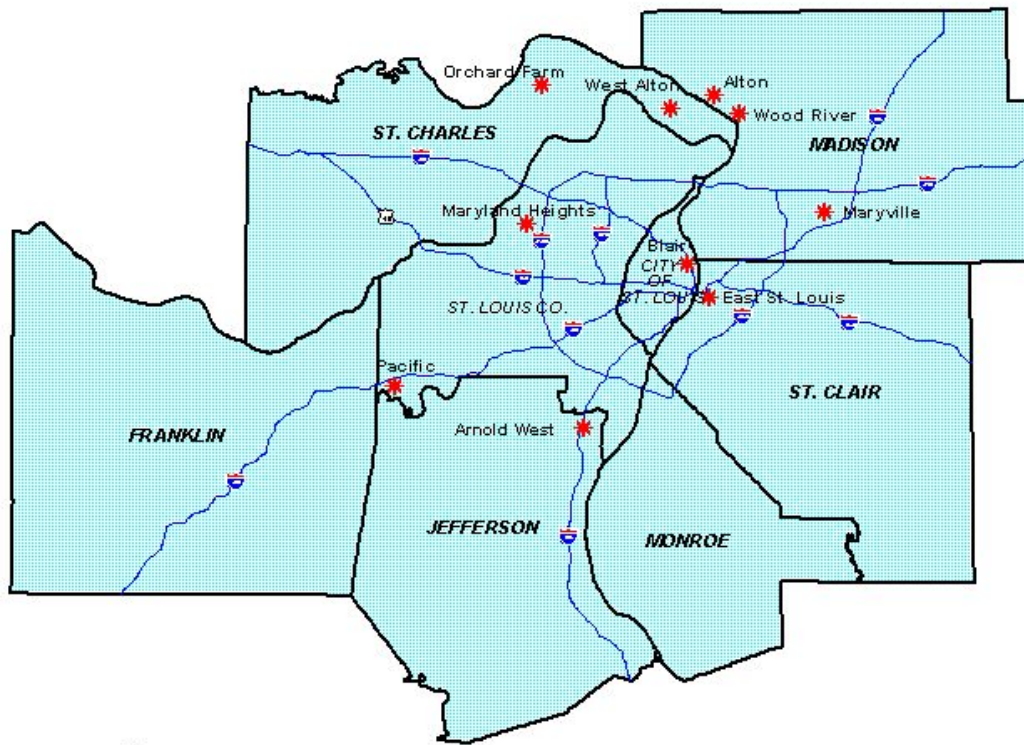 Orchard Farm
West Alton
Alton
Wood River
ST. CHARLES
MADISON
Maryland Heights
Maryville
Blair
CITY
OF
ST. LOUIS
East St. Louis
ST. LOUIS CO.
Pacific
ST. CLAIR
Arnold West
FRANKLIN
JEFFERSON
MONROE